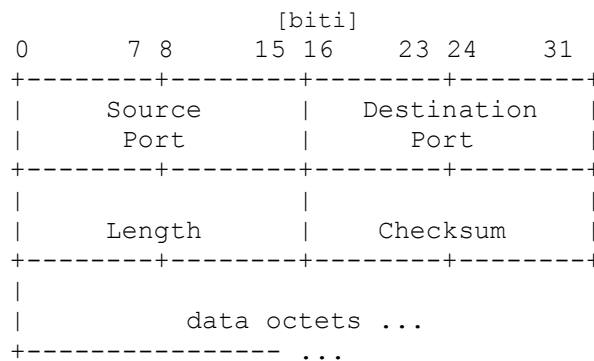 [biti]
0 7 8 15 16 23 24 31
+--------+--------+--------+--------+
| Source | Destination |
| Port | Port |
+--------+--------+--------+--------+
| | |
| Length | Checksum |
+--------+--------+--------+--------+
|
| data octets ...
+---------------- ...